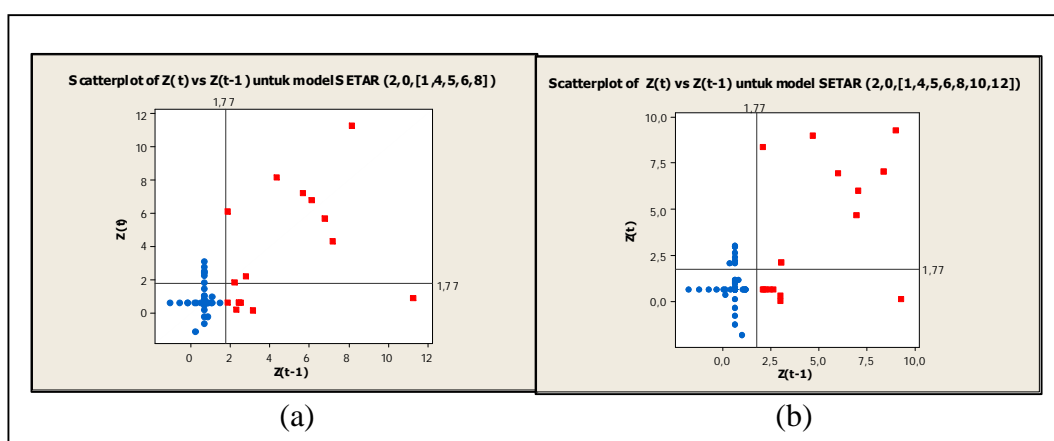 Scatterplot of Z(t) vs Z(t-1) untuk model SETAR (2,0,[1,4,5,6,8])
1,77
12
10
8
6
4
2
0
Z(t)
1,77
0 2 4 6 8 10 12
Z(t-1)
(a)
Scatterplot of Z(t) vs Z(t-1) untuk model SETAR (2,0,[1,4,5,6,8,10,12])
1,77
10,0
7,5
5,0
2,5
0,0
Z(t)
1,77
0,0 2,5 5,0 7,5 10,0
Z(t-1)
(b)